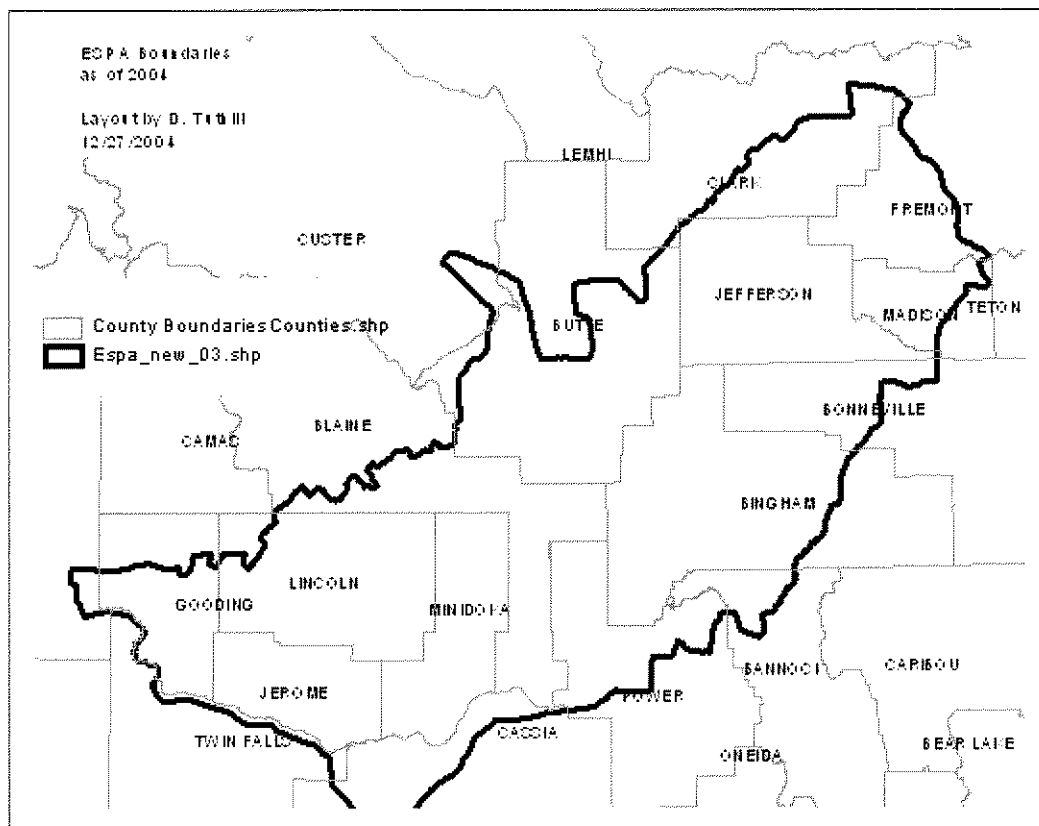 ESPA Boundaries
as of 2004
Layout by D. Tuthill
12/27/2004
LEMHI
CLARK
FREMONT
CUSTER
JEFFERSON
MADISON
TETON
BUTTE
County Boundaries Counties.shp
Espa_new_03.shp
BONNEVILLE
BLAINE
CAMAS
BINGHAM
LINCOLN
GOODING
MINIDOKA
BANNOCK
CARIBOU
JEROME
POWER
CASSIA
TWIN FALLS
ONEIDA
BEAR LAKE